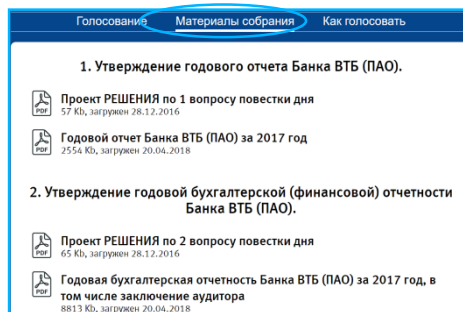 Голосование Материалы собрания Как голосовать
1. Утверждение годового отчета Банка ВТБ (ПАО).
Проект РЕШЕНИЯ по 1 вопросу повестки дня
PDF
57 Kb, загружен 28.12.2016
Годовой отчет Банка ВТБ (ПАО) за 2017 год
PDF
2554 Kb, загружен 20.04.2018
2. Утверждение годовой бухгалтерской (финансовой) отчетности
Банка ВТБ (ПАО).
Проект РЕШЕНИЯ по 2 вопросу повестки дня
PDF
65 Kb, загружен 28.12.2016
Годовая бухгалтерская отчетность Банка ВТБ (ПАО) за 2017 год, в
PDF
том числе заключение аудитора
8813 Kb, загружен 20.04.2018